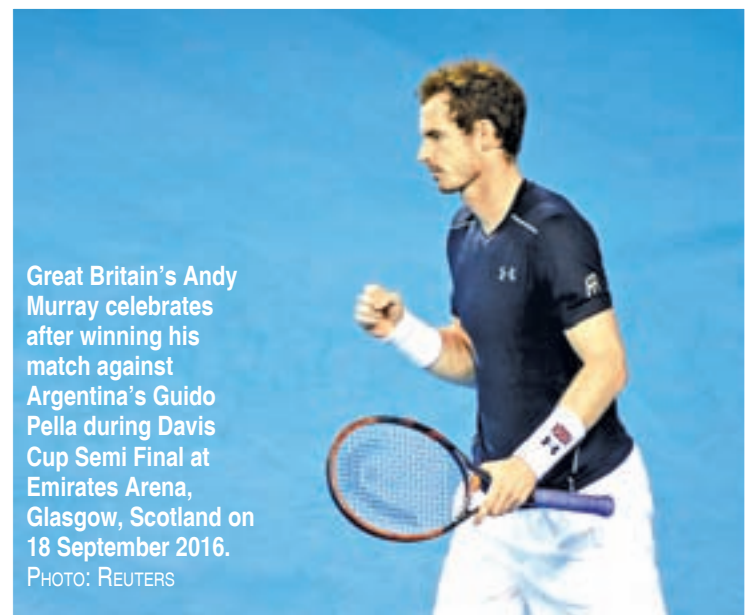 Great Britain’s Andy
Murray celebrates
after winning his
match against
Argentina’s Guido
Pella during Davis
Cup Semi Final at
Emirates Arena,
Glasgow, Scotland on
18 September 2016.
PHOTO: REUTERS